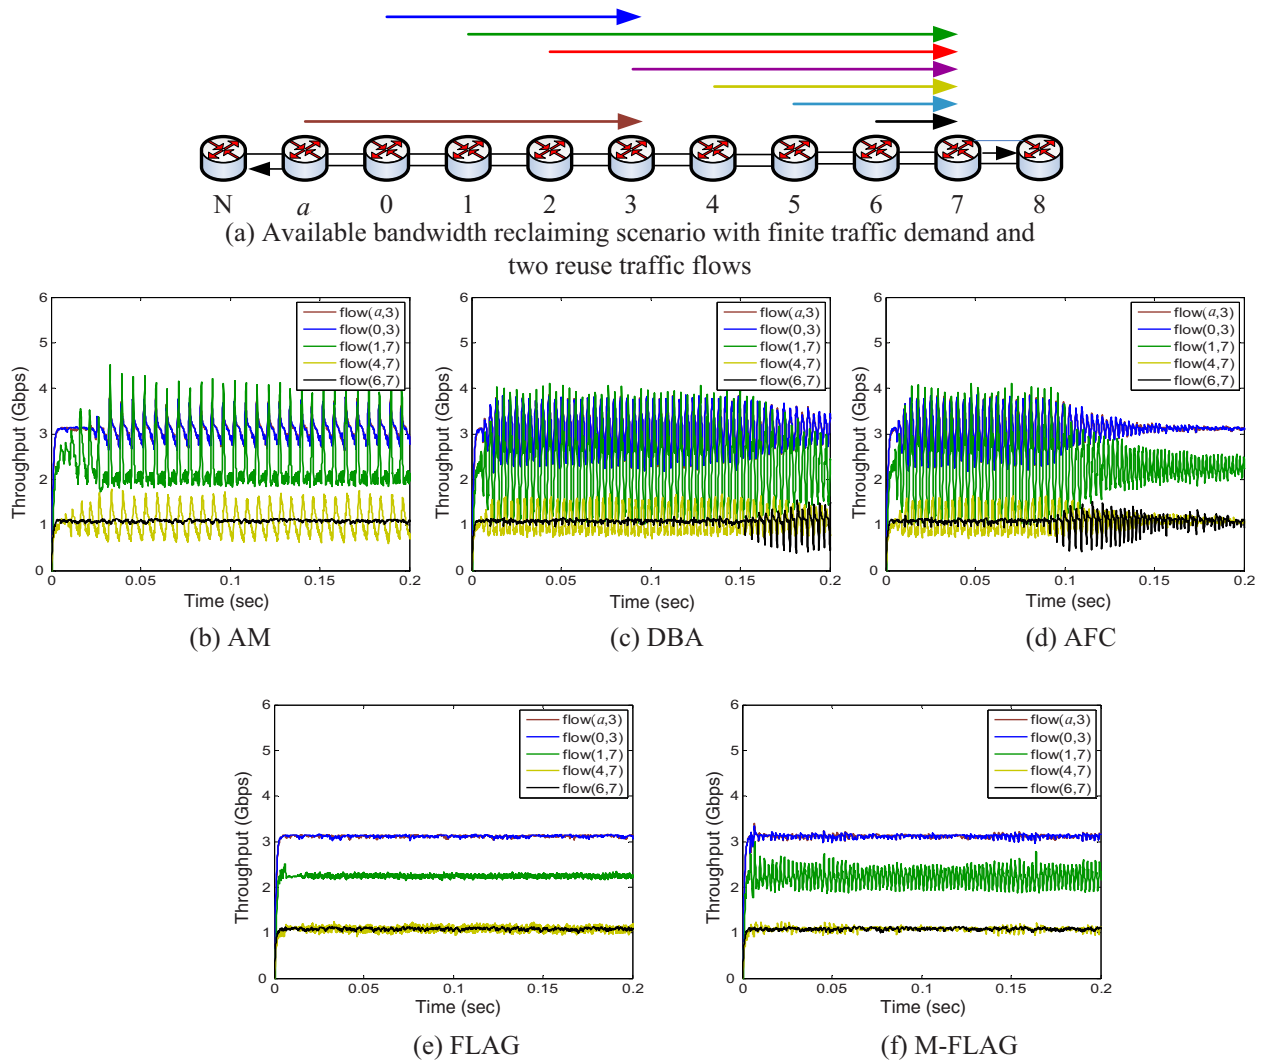 N a 0 1 2 3 4 5 6 7 8
(a) Available bandwidth reclaiming scenario with finite traffic demand and
two reuse traffic flows
Throughput (Gbps)
6
5
4
3
2
1
0
flow(a,3)
flow(0,3)
flow(1,7)
flow(4,7)
flow(6,7)
0 0.05 0.1 0.15 0.2
Time (sec)
(b) AM
Throughput (Gbps)
6
5
4
3
2
1
0
flow(a,3)
flow(0,3)
flow(1,7)
flow(4,7)
flow(6,7)
0 0.05 0.1 0.15 0.2
Time (sec)
(c) DBA
Throughput (Gbps)
6
5
4
3
2
1
0
flow(a,3)
flow(0,3)
flow(1,7)
flow(4,7)
flow(6,7)
0 0.05 0.1 0.15 0.2
Time (sec)
(d) AFC
Throughput (Gbps)
6
5
4
3
2
1
0
flow(a,3)
flow(0,3)
flow(1,7)
flow(4,7)
flow(6,7)
0 0.05 0.1 0.15 0.2
Time (sec)
(e) FLAG
Throughput (Gbps)
6
5
4
3
2
1
0
flow(a,3)
flow(0,3)
flow(1,7)
flow(4,7)
flow(6,7)
0 0.05 0.1 0.15 0.2
Time (sec)
(f) M-FLAG